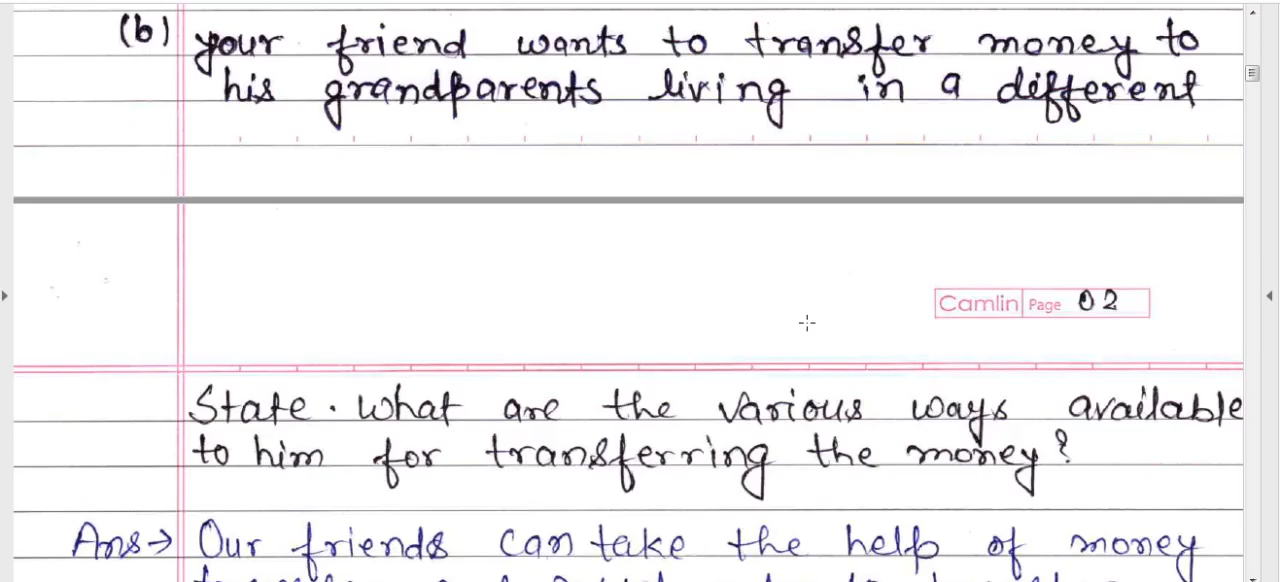 (b) your friend wants to transfer money to
his grandparents living in a different
Camlin Page 02
State. what are the various ways available
to him for transferring the money?
Ans→ Our friends can take the help of money